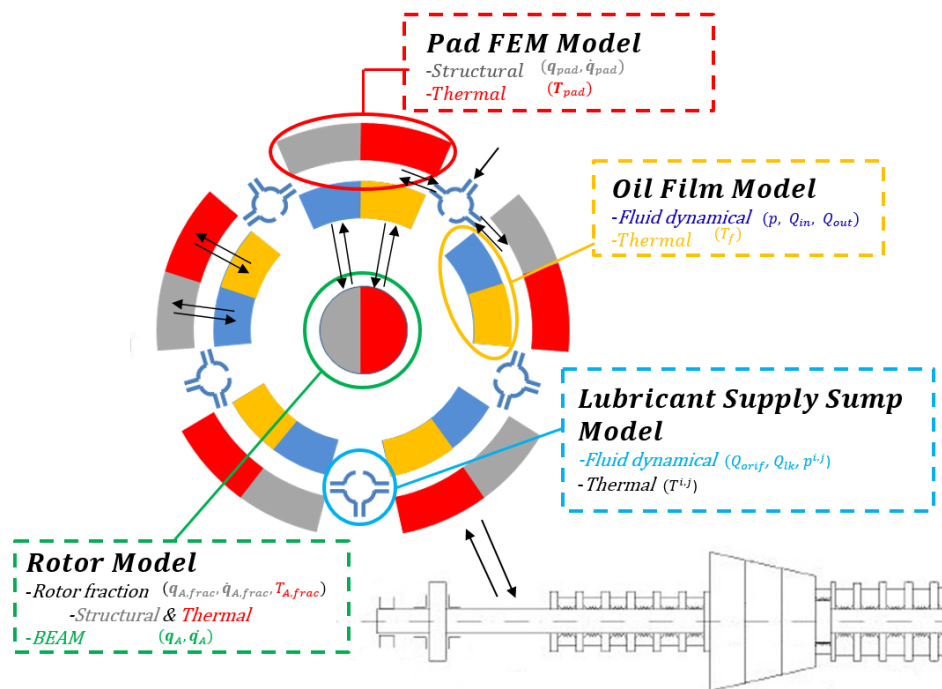 Pad FEM Model
-Structural (q_pad, q̇_pad)
-Thermal (T_pad)
Oil Film Model
-Fluid dynamical (p, Q_in, Q_out)
-Thermal (T_f)
Lubricant Supply Sump
Model
-Fluid dynamical (Q_orif, Q_lk, p^i,j)
-Thermal (T^i,j)
Rotor Model
-Rotor fraction (q_A,frac, q̇_A,frac, T_A,frac)
-Structural & Thermal
-BEAM (q_A, q̇_A)